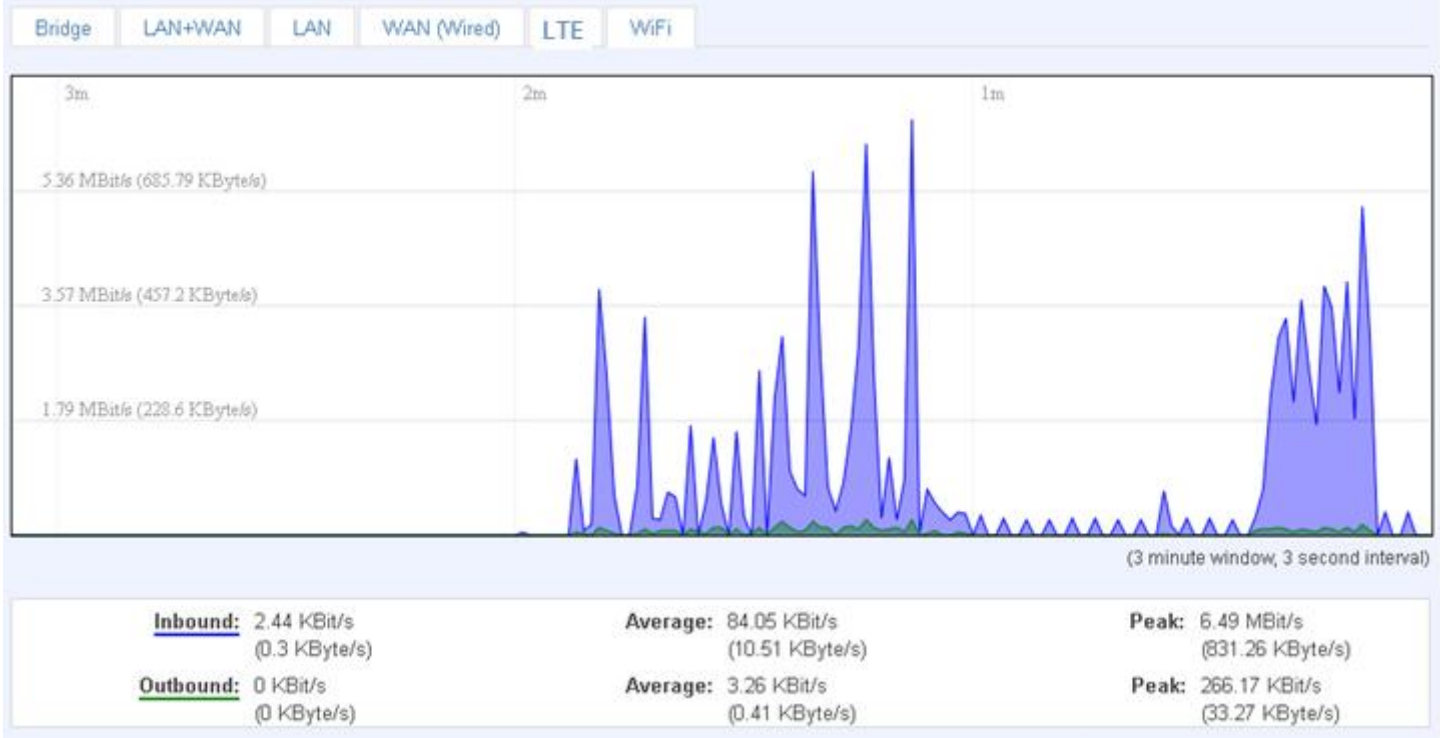 Bridge LAN+WAN LAN WAN (Wired) LTE WiFi
3m 2m 1m
5.36 MBit/s (685.79 KByte/s)
3.57 MBit/s (457.2 KByte/s)
1.79 MBit/s (228.6 KByte/s)
(3 minute window, 3 second interval)
Inbound: 2.44 KBit/s Average: 84.05 KBit/s Peak: 6.49 MBit/s
(0.3 KByte/s) (10.51 KByte/s) (831.26 KByte/s)
Outbound: 0 KBit/s Average: 3.26 KBit/s Peak: 266.17 KBit/s
(0 KByte/s) (0.41 KByte/s) (33.27 KByte/s)